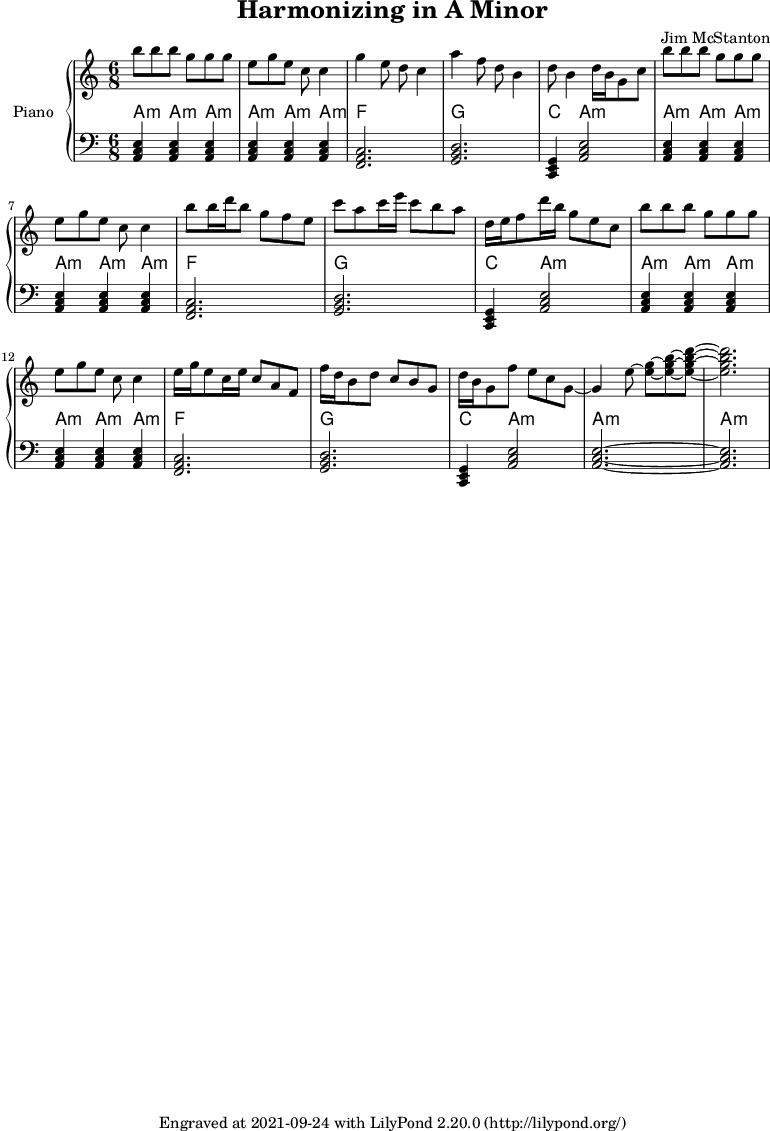 Harmonizing in A Minor
Jim McStanton
6
8
Piano
Am Am Am Am Am Am F G C Am Am Am Am
6
8
7
Am Am Am F G C Am Am Am Am
12
Am Am Am F G C Am Am Am
Engraved at 2021-09-24 with LilyPond 2.20.0 (http://lilypond.org/)